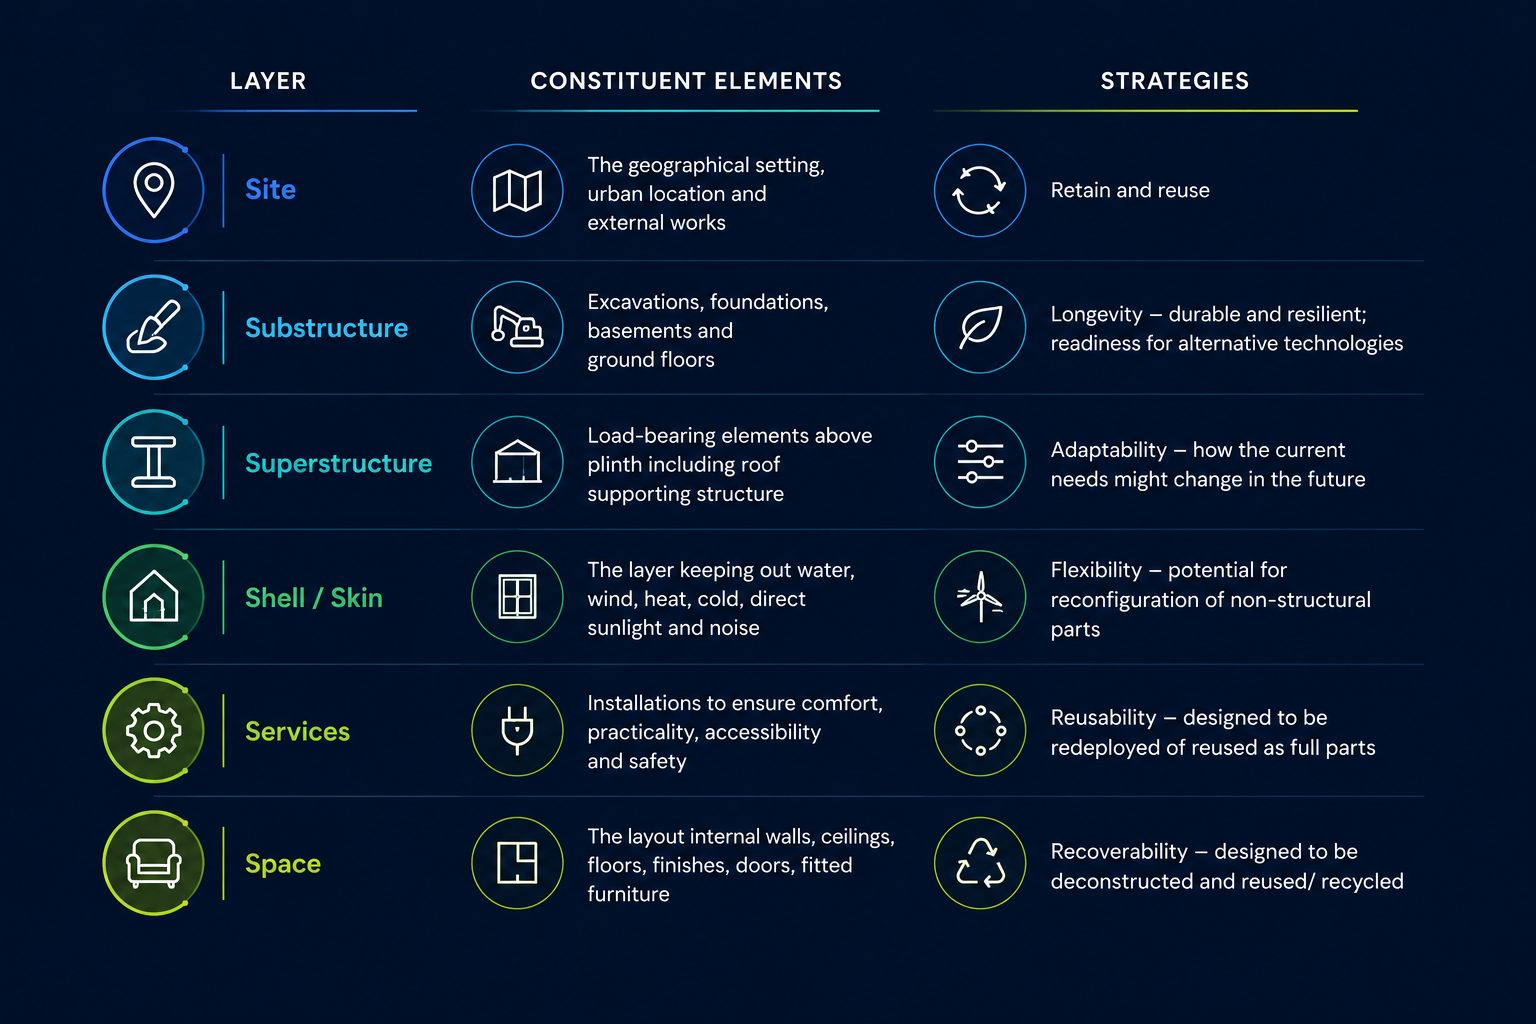 LAYER
CONSTITUENT ELEMENTS
STRATEGIES
Site
The geographical setting,
urban location and
external works
Retain and reuse
Substructure
Excavations, foundations,
basements and
ground floors
Longevity – durable and resilient;
readiness for alternative technologies
Superstructure
Load-bearing elements above
plinth including roof
supporting structure
Adaptability – how the current
needs might change in the future
Shell / Skin
The layer keeping out water,
wind, heat, cold, direct
sunlight and noise
Flexibility – potential for
reconfiguration of non-structural
parts
Services
Installations to ensure comfort,
practicality, accessibility
and safety
Reusability – designed to be
redeployed of reused as full parts
Space
The layout internal walls, ceilings,
floors, finishes, doors, fitted
furniture
Recoverability – designed to be
deconstructed and reused/ recycled